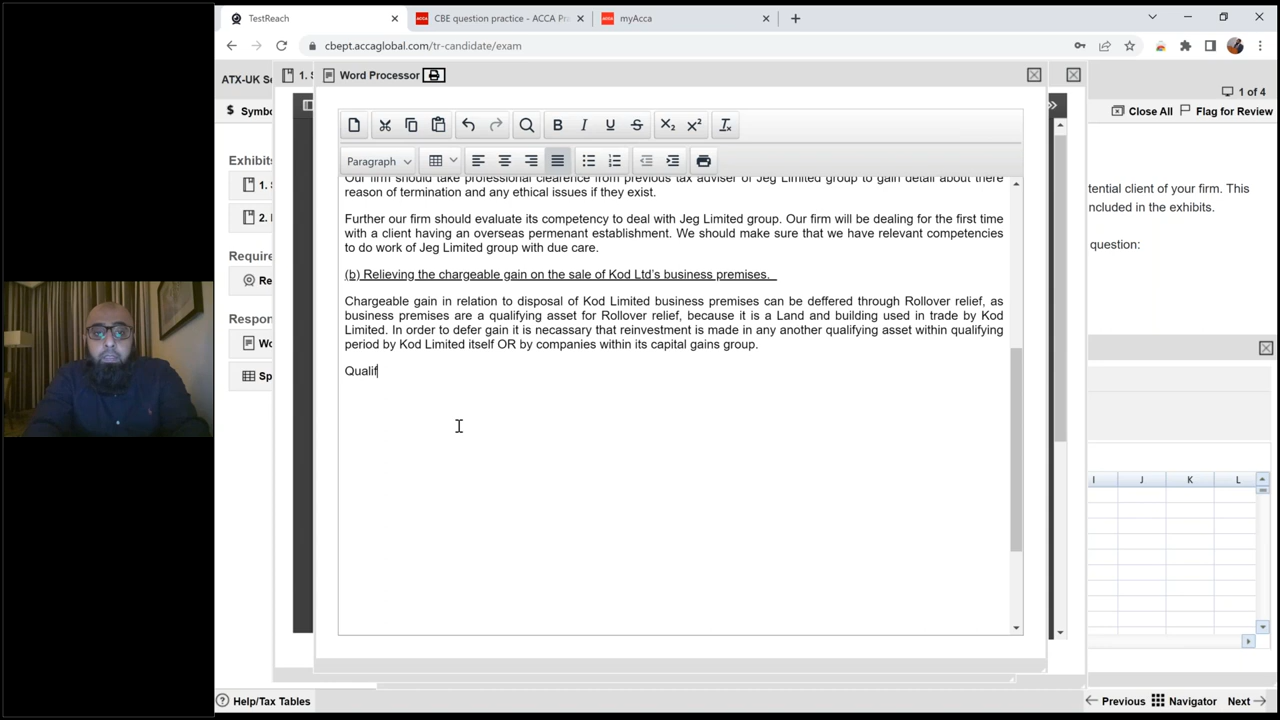 TestReach
CBE question practice - ACCA Pr
myAcca
cbept.accaglobal.com/tr-candidate/exam
ATX-UK Se
1. S
Word Processor
1 of 4
Symbo
Close All
Flag for Review
Paragraph
Exhibits
1. S
2.
Require
Re
Respon
Wo
Sp
Our firm should take professional clearence from previous tax adviser of Jeg Limited group to gain detail about there
reason of termination and any ethical issues if they exist.
Further our firm should evaluate its competency to deal with Jeg Limited group. Our firm will be dealing for the first time
with a client having an overseas permenant establishment. We should make sure that we have relevant competencies
to do work of Jeg Limited group with due care.
(b) Relieving the chargeable gain on the sale of Kod Ltd's business premises.
Chargeable gain in relation to disposal of Kod Limited business premises can be deffered through Rollover relief, as
business premises are a qualifying asset for Rollover relief, because it is a Land and building used in trade by Kod
Limited. In order to defer gain it is necassary that reinvestment is made in any another qualifying asset within qualifying
period by Kod Limited itself OR by companies within its capital gains group.
Qualif
tential client of your firm. This
ncluded in the exhibits.
question:
I J K L
Help/Tax Tables
Previous
Navigator
Next